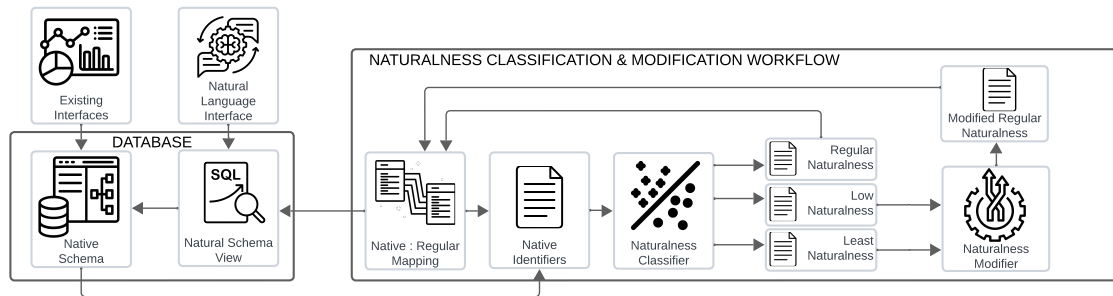 Existing
Interfaces
Natural
Language
Interface
DATABASE
SQL
Native
Schema
Natural Schema
View
NATURALNESS CLASSIFICATION & MODIFICATION WORKFLOW
Native : Regular
Mapping
Native
Identifiers
Naturalness
Classifier
Regular
Naturalness
Low
Naturalness
Least
Naturalness
Modified Regular
Naturalness
Naturalness
Modifier